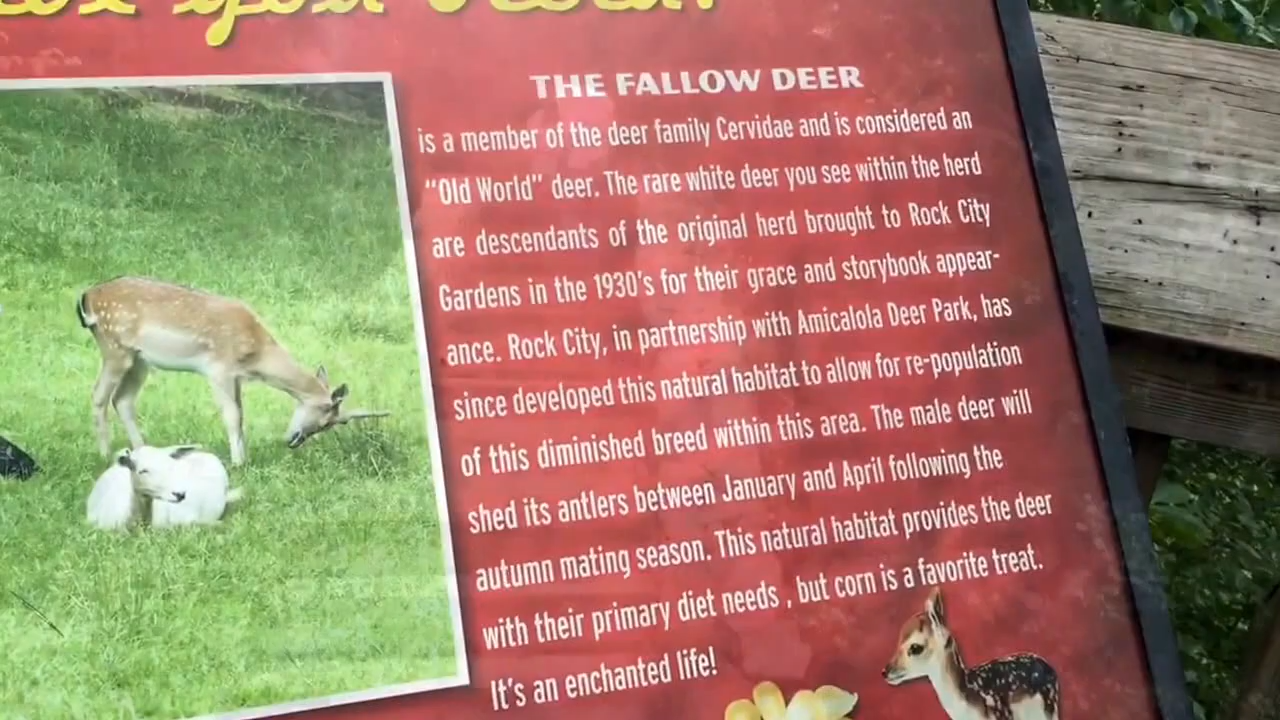 THE FALLOW DEER
is a member of the deer family Cervidae and is considered an
“Old World” deer. The rare white deer you see within the herd
are descendants of the original herd brought to Rock City
Gardens in the 1930’s for their grace and storybook appear-
ance. Rock City, in partnership with Amicalola Deer Park, has
since developed this natural habitat to allow for re-population
of this diminished breed within this area. The male deer will
shed its antlers between January and April following the
autumn mating season. This natural habitat provides the deer
with their primary diet needs , but corn is a favorite treat.
It’s an enchanted life!